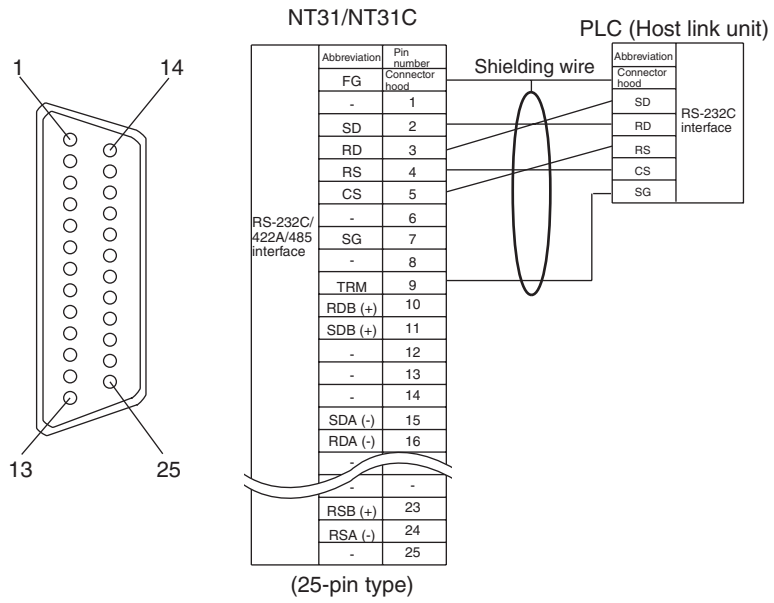 NT31/NT31C
PLC (Host link unit)
1
14
13
25
Abbreviation Pin number
FG Connector hood
- 1
SD 2
RD 3
RS 4
CS 5
- 6
SG 7
- 8
TRM 9
RDB (+) 10
SDB (+) 11
- 12
- 13
- 14
SDA (-) 15
RDA (-) 16
-
- -
RSB (+) 23
RSA (-) 24
- 25
RS-232C/
422A/485
interface
Shielding wire
Abbreviation
Connector
hood
SD
RD
RS
CS
SG
RS-232C
interface
(25-pin type)